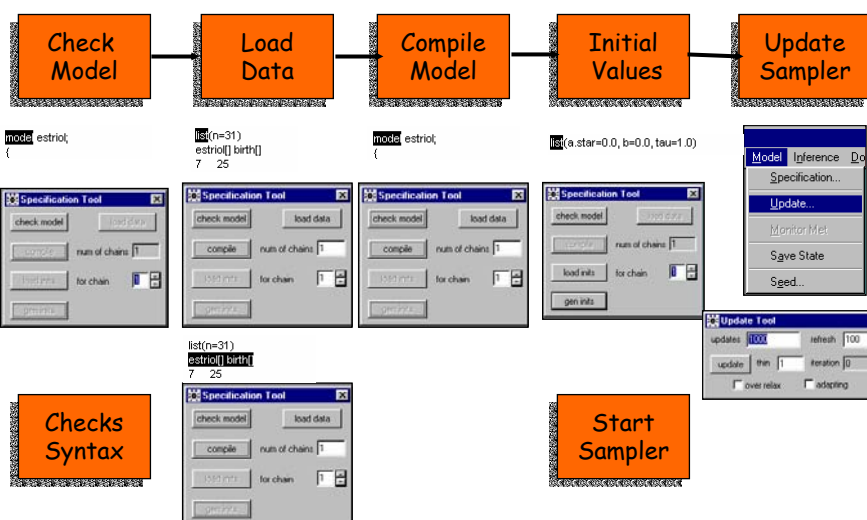 Check
Model
Load
Data
Compile
Model
Initial
Values
Update
Sampler
model estriol;
{
list(n=31)
estriol[] birth[]
7 25
model estriol;
{
list(a.star=0.0, b=0.0, tau=1.0)
Specification Tool
check model load data
compile num of chains 1
load inits for chain 1
gen inits
Specification Tool
check model load data
compile num of chains 1
load inits for chain 1
gen inits
Specification Tool
check model load data
compile num of chains 1
load inits for chain 1
gen inits
Specification Tool
check model load data
compile num of chains 1
load inits for chain 1
gen inits
Model Inference Do
Specification...
Update...
Monitor Met
Save State
Seed...
Update Tool
updates 1000 refresh 100
update thin 1 iteration 0
over relax adapting
list(n=31)
estriol[] birth[]
7 25
Specification Tool
check model load data
compile num of chains 1
load inits for chain 1
gen inits
Checks
Syntax
Start
Sampler